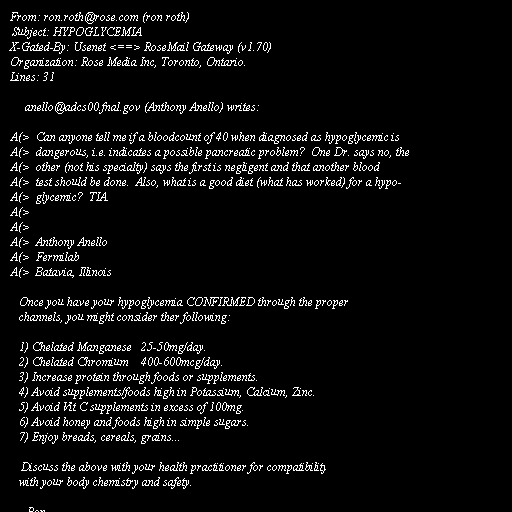 From: ron.roth@rose.com (ron roth)
Subject: HYPOGLYCEMIA
X-Gated-By: Usenet <==> RoseMail Gateway (v1.70)
Organization: Rose Media Inc, Toronto, Ontario.
Lines: 31
anello@adcs00.fnal.gov (Anthony Anello) writes:
A(> Can anyone tell me if a bloodcount of 40 when diagnosed as hypoglycemic is
A(> dangerous, i.e. indicates a possible pancreatic problem? One Dr. says no, the
A(> other (not his specialty) says the first is negligent and that another blood
A(> test should be done. Also, what is a good diet (what has worked) for a hypo-
A(> glycemic? TIA.
A(>
A(>
A(> Anthony Anello
A(> Fermilab
A(> Batavia, Illinois
Once you have your hypoglycemia CONFIRMED through the proper
channels, you might consider ther following:
1) Chelated Manganese 25-50mg/day.
2) Chelated Chromium 400-600mcg/day.
3) Increase protein through foods or supplements.
4) Avoid supplements/foods high in Potassium, Calcium, Zinc.
5) Avoid Vit C supplements in excess of 100mg.
6) Avoid honey and foods high in simple sugars.
7) Enjoy breads, cereals, grains...
Discuss the above with your health practitioner for compatibility
with your body chemistry and safety.